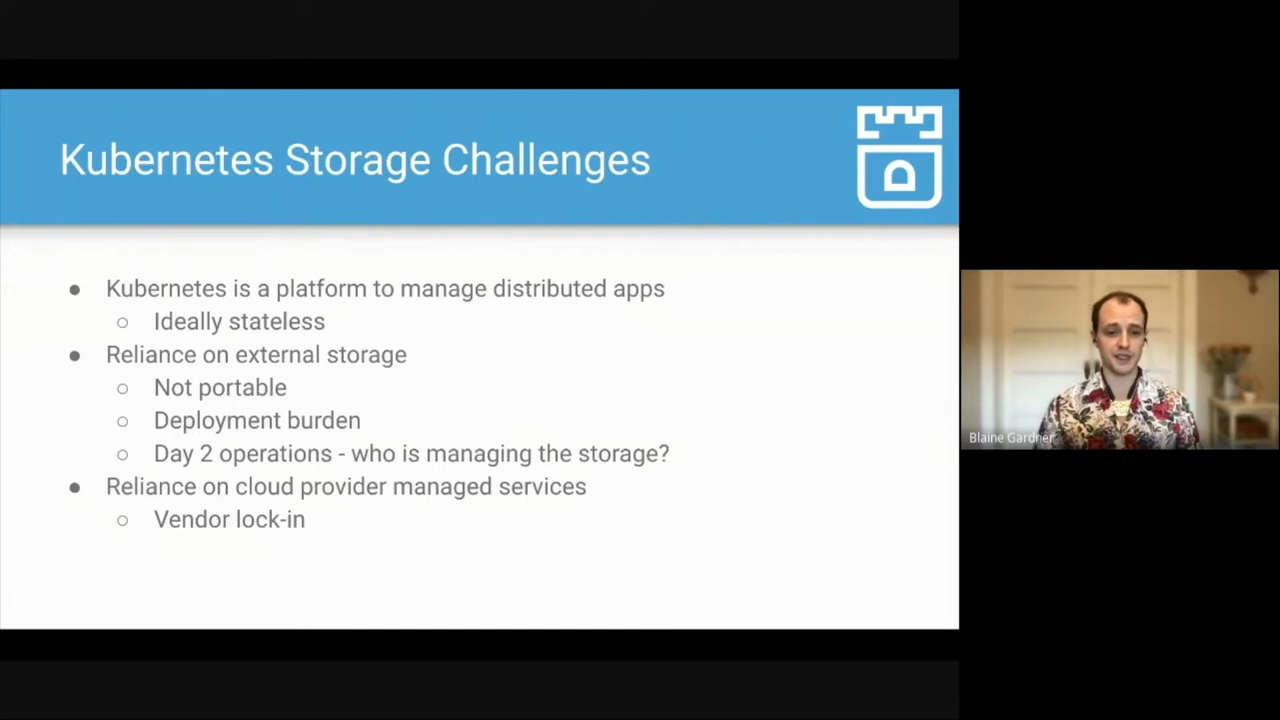 Kubernetes Storage Challenges
● Kubernetes is a platform to manage distributed apps
○ Ideally stateless
● Reliance on external storage
○ Not portable
○ Deployment burden
○ Day 2 operations - who is managing the storage?
● Reliance on cloud provider managed services
○ Vendor lock-in
Blaine Gardner